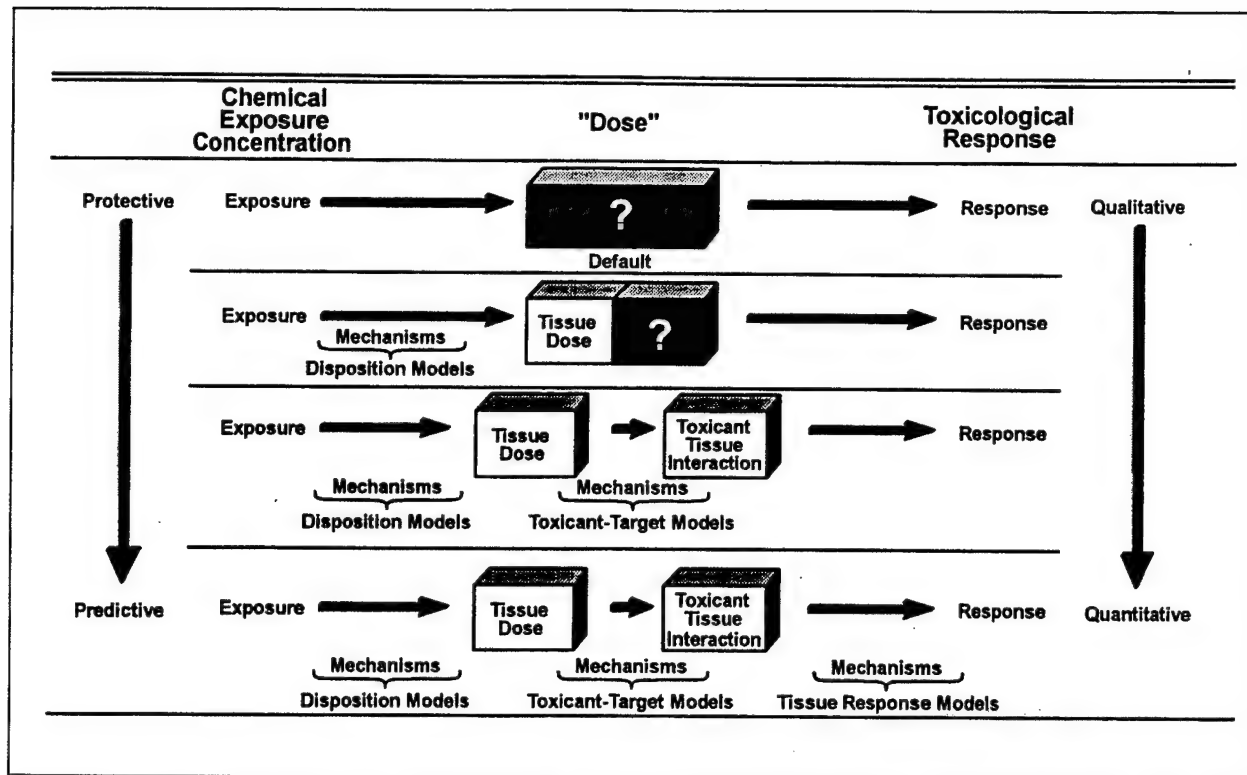 Chemical
Exposure
Concentration
"Dose"
Toxicological
Response
Protective
Exposure
?
Default
Response
Qualitative
Exposure
Mechanisms
Disposition Models
Tissue
Dose
?
Response
Exposure
Mechanisms
Disposition Models
Tissue
Dose
Toxicant
Tissue
Interaction
Mechanisms
Toxicant-Target Models
Response
Predictive
Exposure
Mechanisms
Disposition Models
Tissue
Dose
Toxicant
Tissue
Interaction
Mechanisms
Toxicant-Target Models
Mechanisms
Tissue Response Models
Response
Quantitative